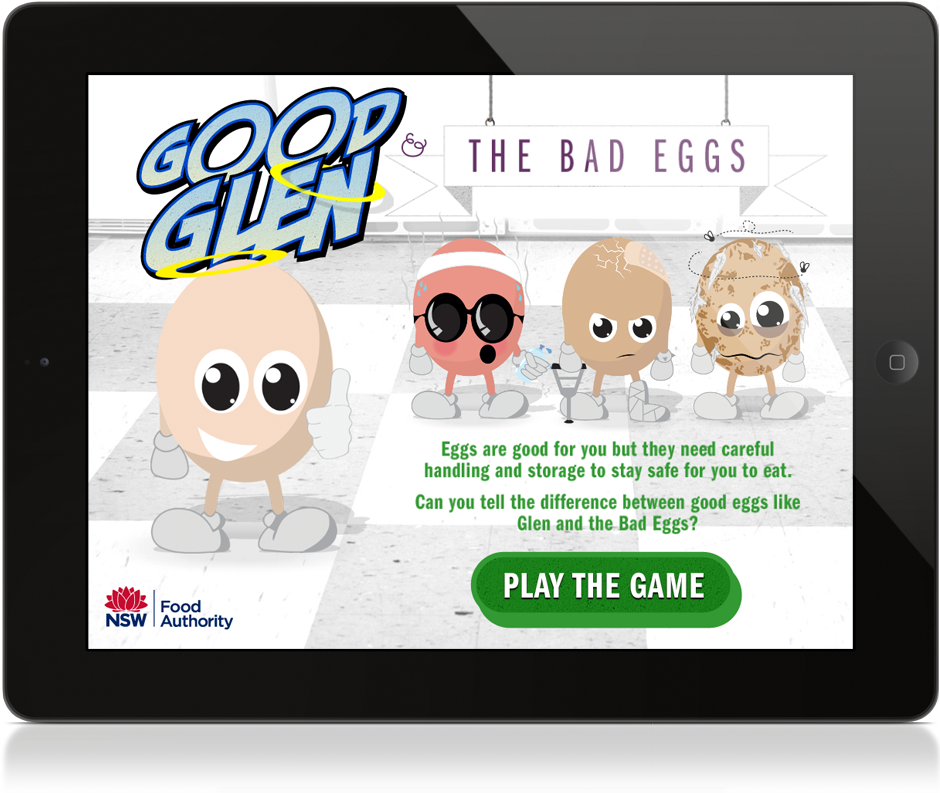 GOOD
GLEN
& THE BAD EGGS
Eggs are good for you but they need careful
handling and storage to stay safe for you to eat.
Can you tell the difference between good eggs like
Glen and the Bad Eggs?
PLAY THE GAME
NSW
Food
Authority